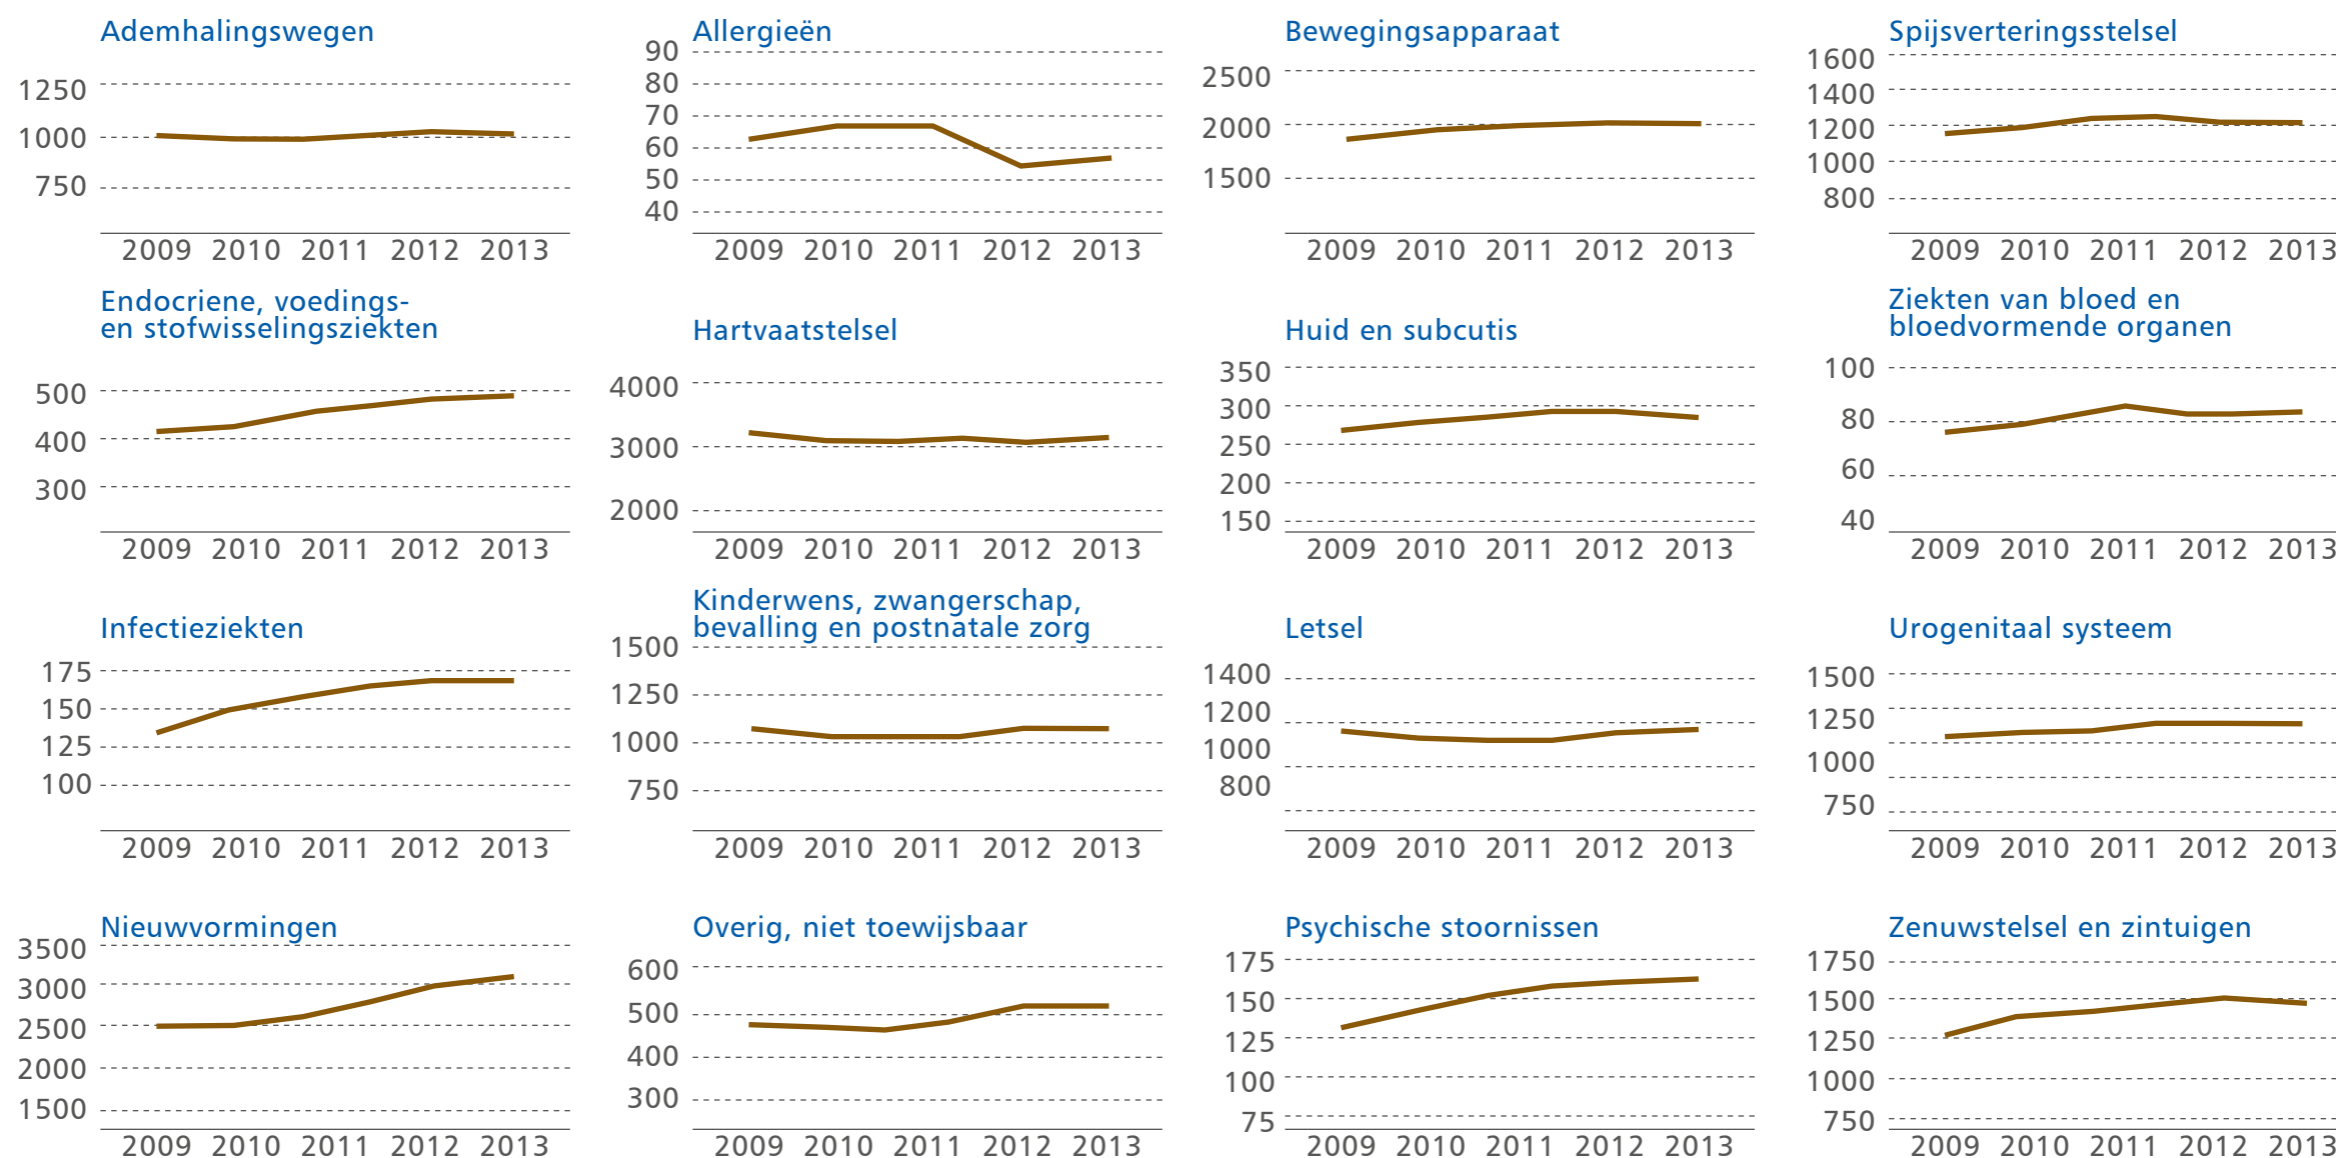 Ademhalingswegen
1250
1000
750
2009 2010 2011 2012 2013
Allergieën
90
80
70
60
50
40
2009 2010 2011 2012 2013
Bewegingsapparaat
2500
2000
1500
2009 2010 2011 2012 2013
Spijsverteringsstelsel
1600
1400
1200
1000
800
2009 2010 2011 2012 2013
Endocriene, voedings-
en stofwisselingsziekten
500
400
300
2009 2010 2011 2012 2013
Hartvaatstelsel
4000
3000
2000
2009 2010 2011 2012 2013
Huid en subcutis
350
300
250
200
150
2009 2010 2011 2012 2013
Ziekten van bloed en
bloedvormende organen
100
80
60
40
2009 2010 2011 2012 2013
Infectieziekten
175
150
125
100
2009 2010 2011 2012 2013
Kinderwens, zwangerschap,
bevalling en postnatale zorg
1500
1250
1000
750
2009 2010 2011 2012 2013
Letsel
1400
1200
1000
800
2009 2010 2011 2012 2013
Urogenitaal systeem
1500
1250
1000
750
2009 2010 2011 2012 2013
Nieuwvormingen
3500
3000
2500
2000
1500
2009 2010 2011 2012 2013
Overig, niet toewijsbaar
600
500
400
300
2009 2010 2011 2012 2013
Psychische stoornissen
175
150
125
100
75
2009 2010 2011 2012 2013
Zenuwstelsel en zintuigen
1750
1500
1250
1000
750
2009 2010 2011 2012 2013